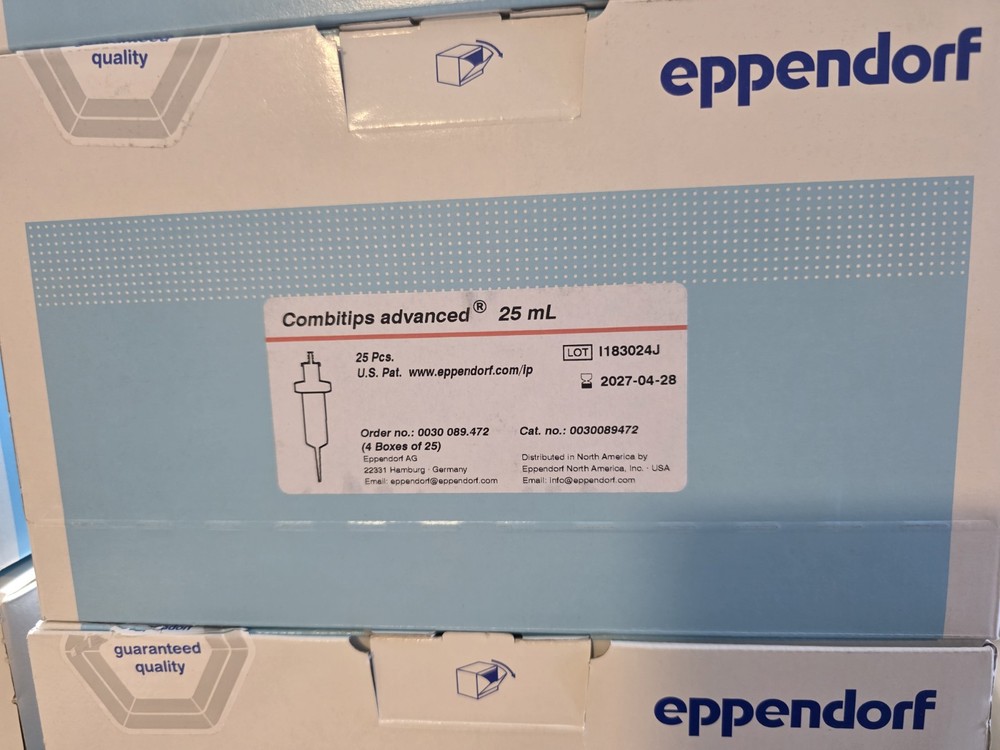 quality
eppendorf
Combitips advanced® 25 mL
25 Pcs.
U.S. Pat. www.eppendorf.com/ip
LOT I183024J
2027-04-28
Order no.: 0030 089.472
(4 Boxes of 25)
Eppendorf AG
22331 Hamburg · Germany
Email: eppendorf@eppendorf.com
Cat. no.: 0030089472
Distributed in North America by
Eppendorf North America, Inc. · USA
Email: info@eppendorf.com
guaranteed
quality
eppendorf